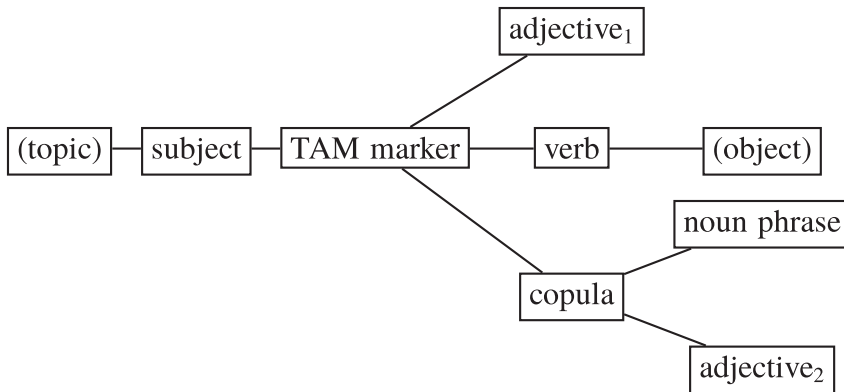 adjective₁
(topic) subject TAM marker verb (object)
noun phrase
copula
adjective₂